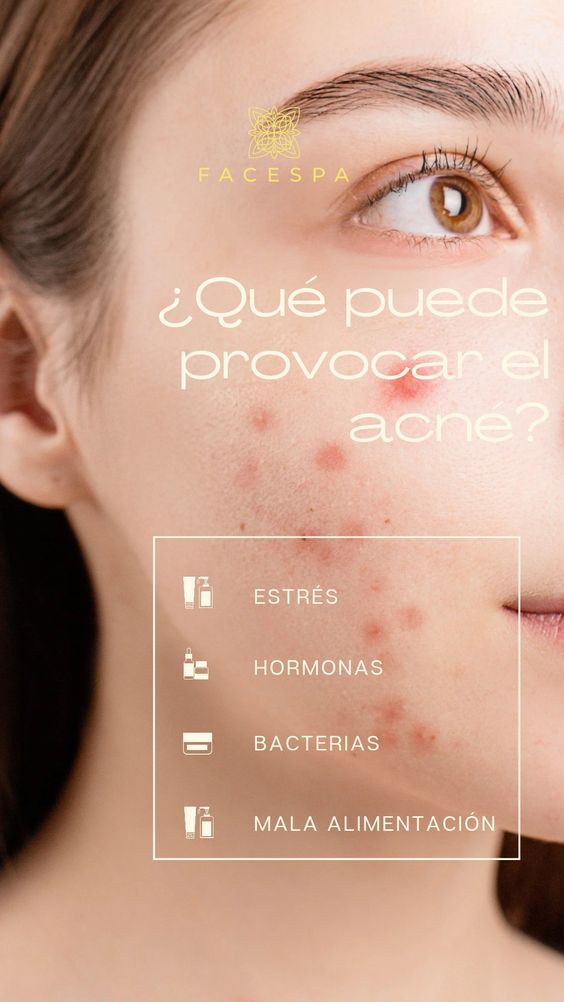 FACESPA
¿Qué puede
provocar el
acné?
ESTRÉS
HORMONAS
BACTERIAS
MALA ALIMENTACIÓN